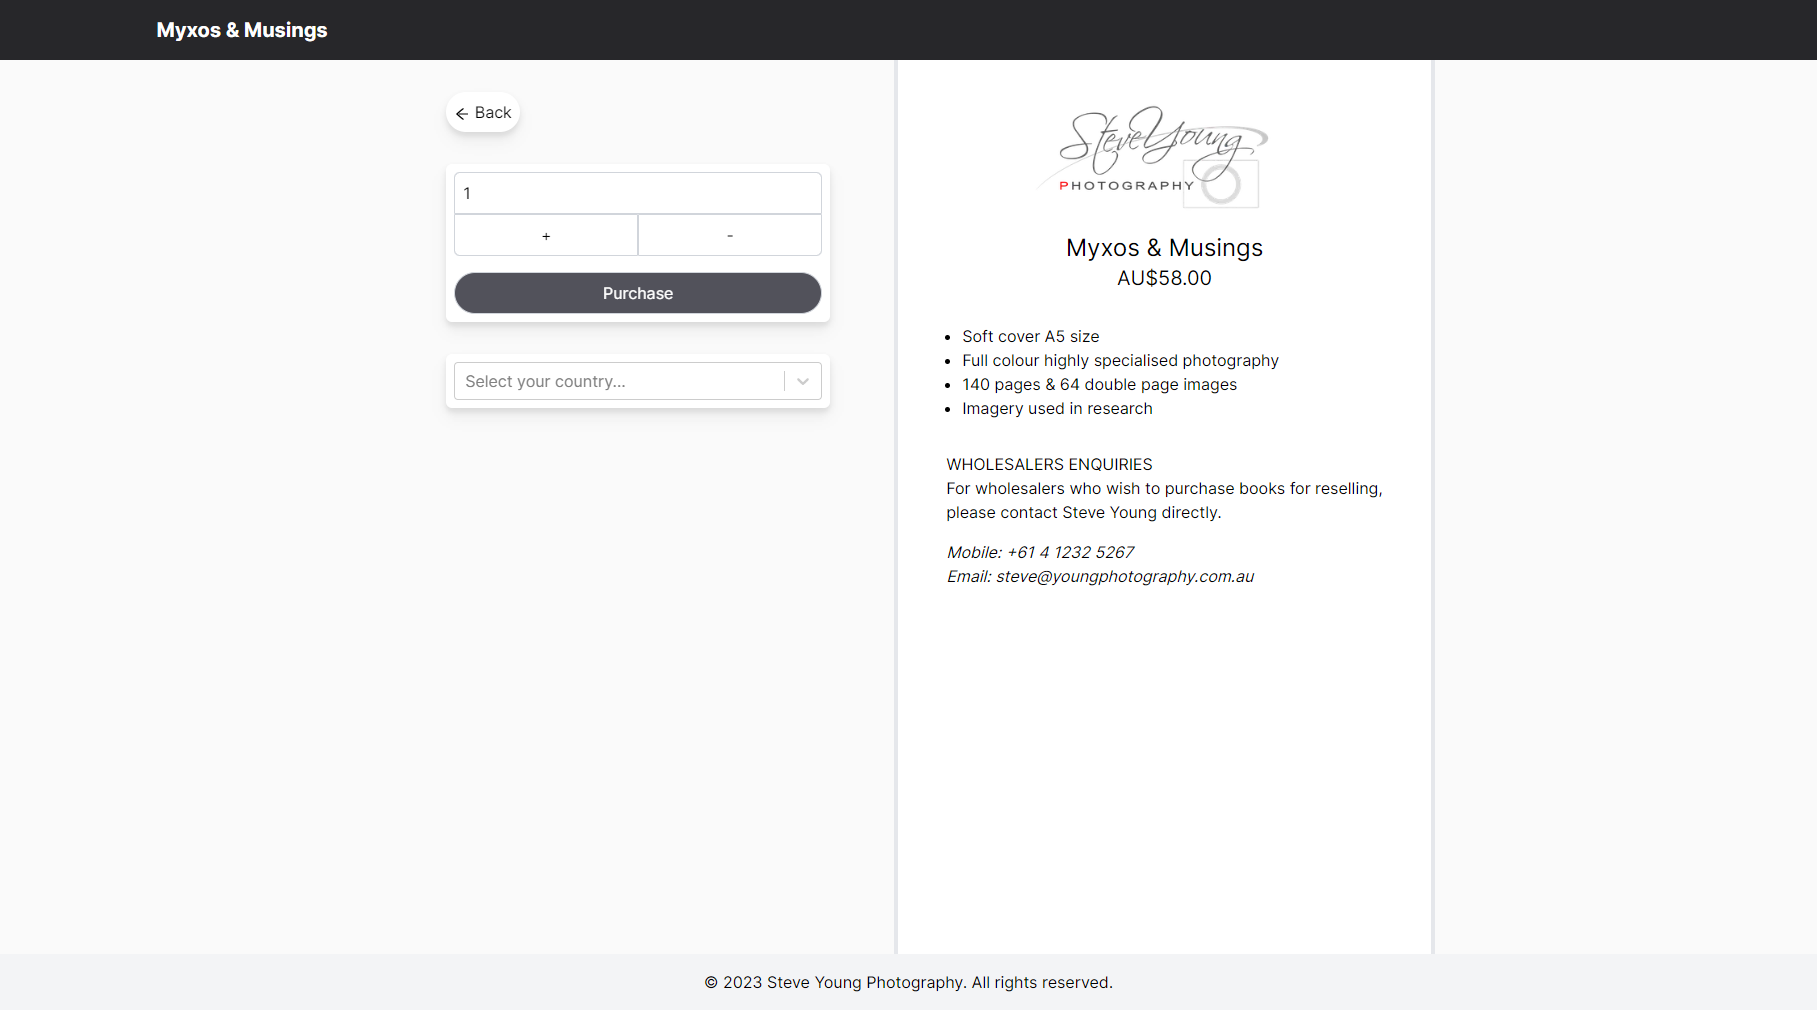 Myxos & Musings
← Back
1
+
-
Purchase
Select your country...
Steve Young
PHOTOGRAPHY
Myxos & Musings
AU$58.00
• Soft cover A5 size
• Full colour highly specialised photography
• 140 pages & 64 double page images
• Imagery used in research
WHOLESALERS ENQUIRIES
For wholesalers who wish to purchase books for reselling,
please contact Steve Young directly.
Mobile: +61 4 1232 5267
Email: steve@youngphotography.com.au
© 2023 Steve Young Photography. All rights reserved.